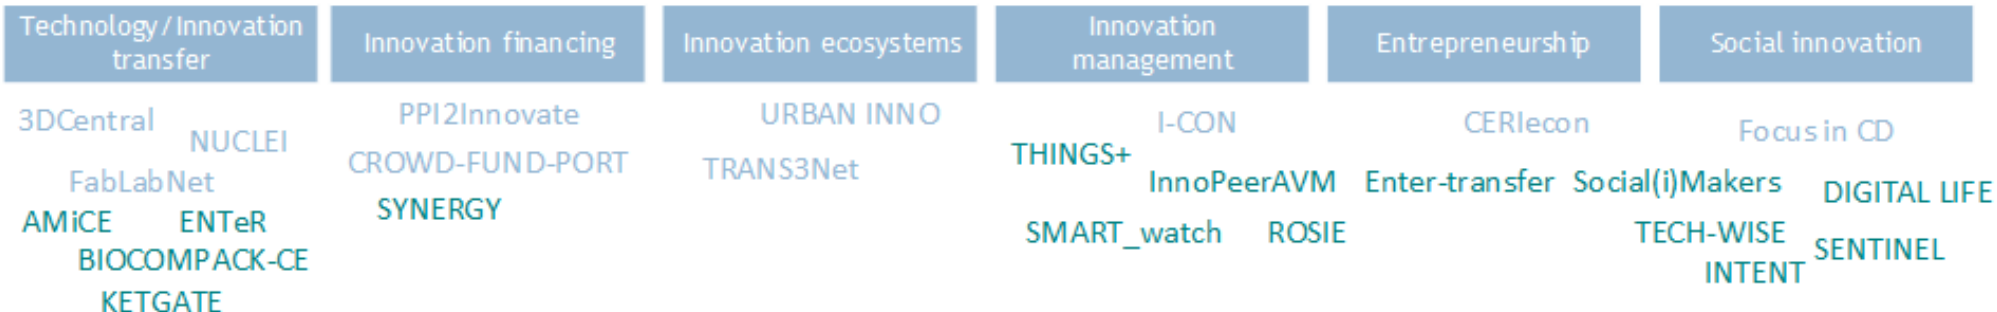 Technology/Innovation
transfer
3DCentral
NUCLEI
FabLabNet
AMiCE
ENTeR
BIOCOMPACK-CE
KETGATE
Innovation financing
PPI2Innovate
CROWD-FUND-PORT
SYNERGY
Innovation ecosystems
URBAN INNO
TRANS3Net
Innovation
management
I-CON
THINGS+
InnoPeerAVM
SMART_watch
ROSIE
Entrepreneurship
CERIecon
Enter-transfer
Social innovation
Focus in CD
Social(i)Makers
DIGITAL LIFE
TECH-WISE
SENTINEL
INTENT